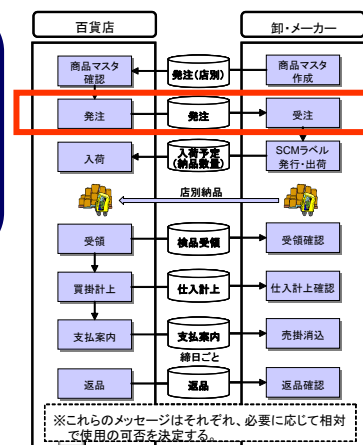 百貨店
卸・メーカー
商品マスタ
確認
発注(店別)
商品マスタ
作成
発注
発注
受注
入荷
入荷予定
(納品数量)
SCMラベル
発行・出荷
店別納品
受領
検品受領
受領確認
買掛計上
仕入計上
仕入計上確認
支払案内
支払案内
売掛消込
締日ごと
返品
返品
返品確認
※これらのメッセージはそれぞれ、必要に応じて相対
で使用の可否を決定する。